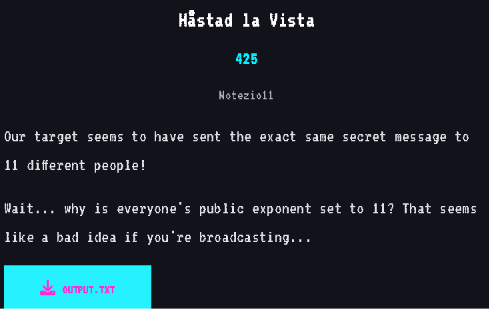 Håstad la Vista
425
Notezio11
Our target seems to have sent the exact same secret message to
11 different people!
Wait... why is everyone's public exponent set to 11? That seems
like a bad idea if you're broadcasting...
OUTPUT.TXT